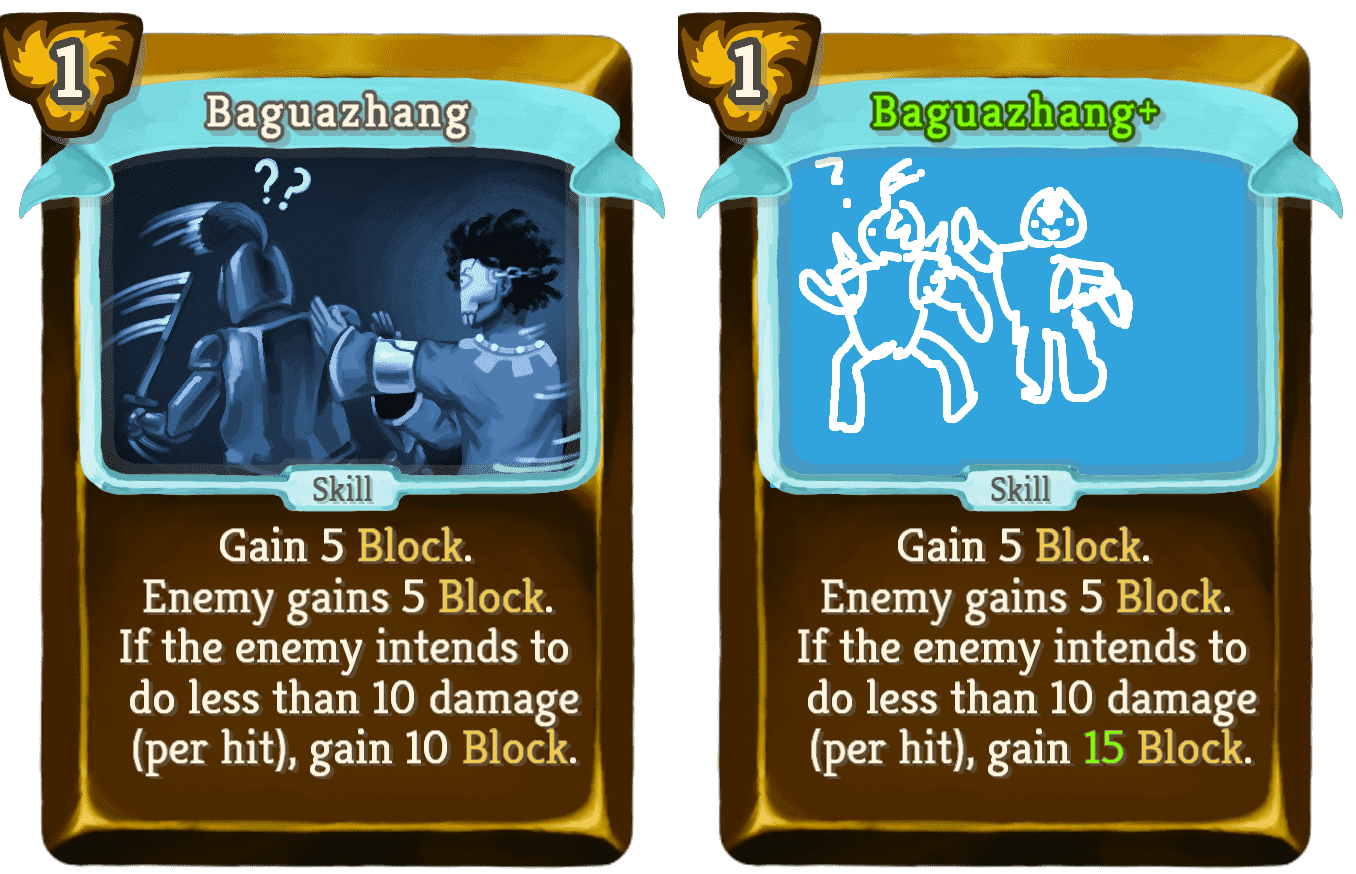 1
Baguazhang
??
Skill
Gain 5 Block.
Enemy gains 5 Block.
If the enemy intends to
do less than 10 damage
(per hit), gain 10 Block.
1
Baguazhang+
?
Skill
Gain 5 Block.
Enemy gains 5 Block.
If the enemy intends to
do less than 10 damage
(per hit), gain 15 Block.